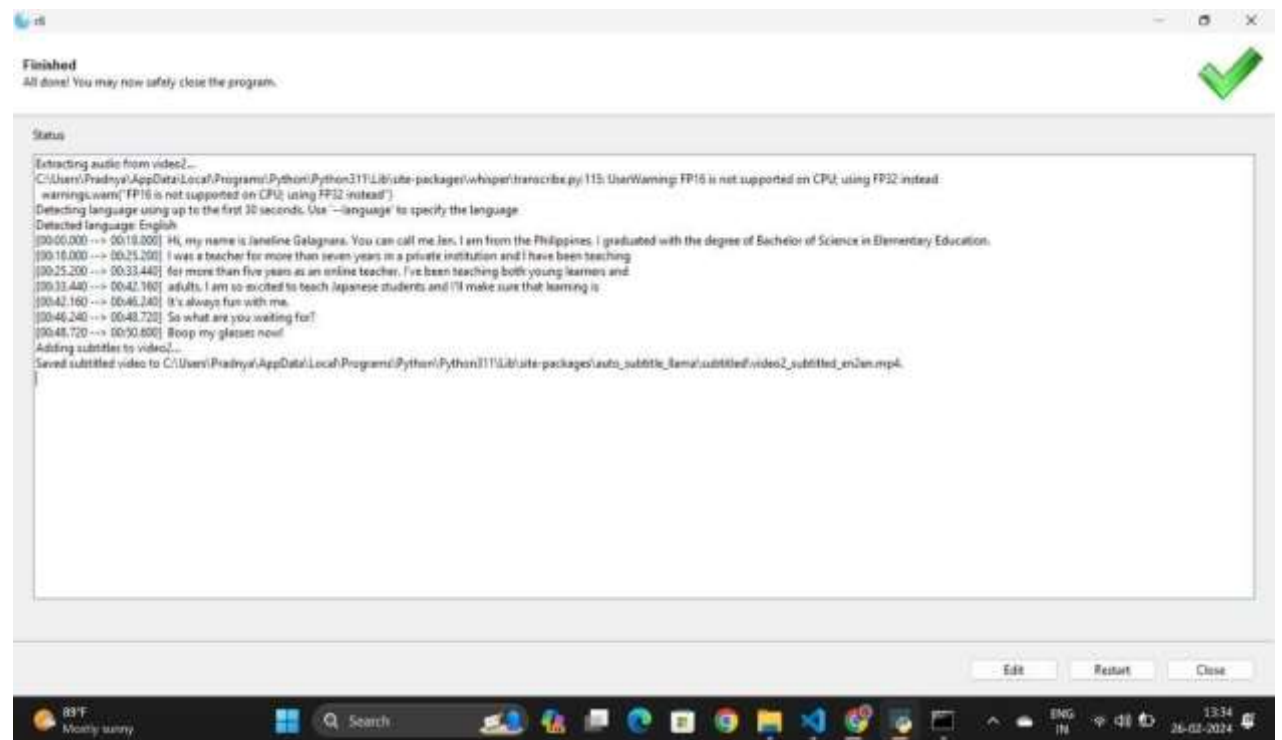 r6
Finished
All done! You may now safely close the program.
Status
Extracting audio from video2...
C:\Users\Pradnya\AppData\Local\Programs\Python\Python311\Lib\site-packages\whisper\transcribe.py:115: UserWarning: FP16 is not supported on CPU; using FP32 instead
warnings.warn("FP16 is not supported on CPU; using FP32 instead")
Detecting language using up to the first 30 seconds. Use `--language` to specify the language
Detected language: English
[00:00.000 --> 00:18.000] Hi, my name is Janeline Galagnara. You can call me Jen. I am from the Philippines. I graduated with the degree of Bachelor of Science in Elementary Education.
[00:18.000 --> 00:25.200] I was a teacher for more than seven years in a private institution and I have been teaching
[00:25.200 --> 00:33.440] for more than five years as an online teacher. I've been teaching both young learners and
[00:33.440 --> 00:42.160] adults. I am so excited to teach Japanese students and I'll make sure that learning is
[00:42.160 --> 00:46.240] It's always fun with me.
[00:46.240 --> 00:48.720] So what are you waiting for?
[00:48.720 --> 00:50.800] Boop my glasses now!
Adding subtitles to video2...
Saved subtitled video to C:\Users\Pradnya\AppData\Local\Programs\Python\Python311\Lib\site-packages\auto_subtitle_llama\subtitled\video2_subtitled_en2en.mp4.
Edit Restart Close
89°F
Mostly sunny
Search
ENG
IN
13:34
26-02-2024